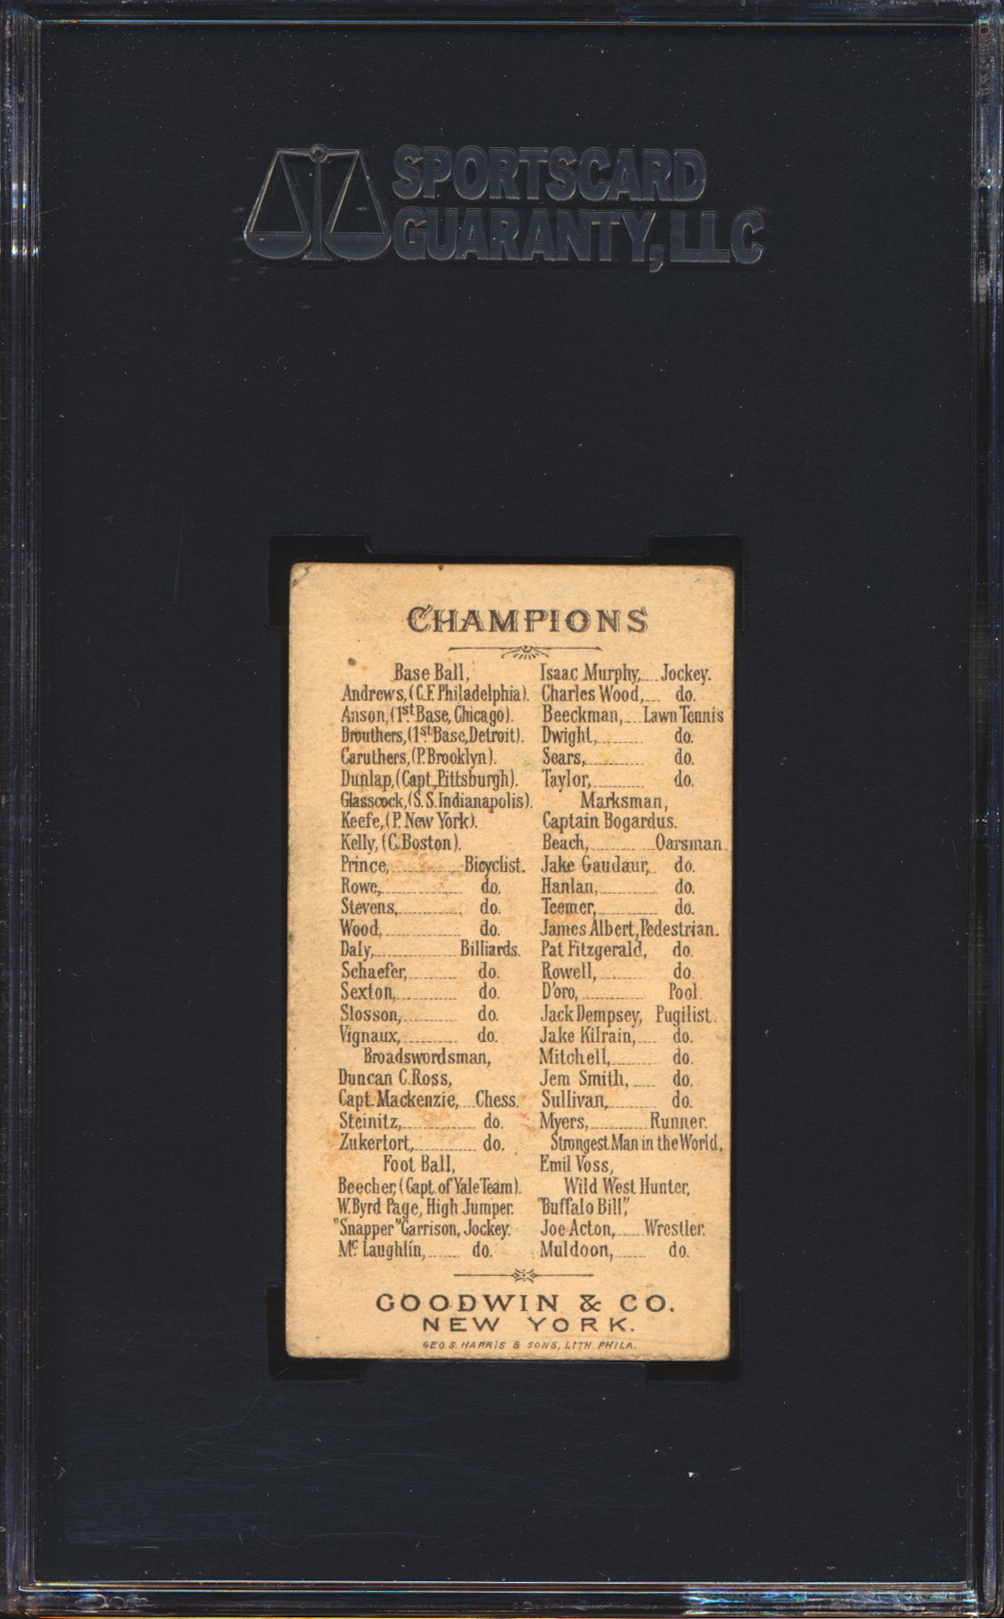 SPORTSCARD
GUARANTY, LLC
CHAMPIONS
Base Ball,
Andrews, (C.F. Philadelphia).
Anson, (1st Base, Chicago).
Brouthers, (1st Base, Detroit).
Caruthers, (P. Brooklyn).
Dunlap, (Capt. Pittsburgh).
Glasscock, (S.S. Indianapolis).
Keefe, (P. New York).
Kelly, (C. Boston).
Prince, Bicyclist.
Rowe, do.
Stevens, do.
Wood, do.
Daly, Billiards.
Schaefer, do.
Sexton, do.
Slosson, do.
Vignaux, do.
Broadswordsman,
Duncan C. Ross,
Capt. Mackenzie, Chess.
Steinitz, do.
Zukertort, do.
Foot Ball,
Beecher, (Capt. of Yale Team).
W. Byrd Page, High Jumper.
"Snapper" Garrison, Jockey.
Mc Laughlin, do.
Isaac Murphy, Jockey.
Charles Wood, do.
Beeckman, Lawn Tennis
Dwight, do.
Sears, do.
Taylor, do.
Marksman,
Captain Bogardus.
Beach, Oarsman.
Jake Gaudaur, do.
Hanlan, do.
Teemer, do.
James Albert, Pedestrian.
Pat Fitzgerald, do.
Rowell, do.
D'oro, Pool.
Jack Dempsey, Pugilist.
Jake Kilrain, do.
Mitchell, do.
Jem Smith, do.
Sullivan, do.
Myers, Runner.
Strongest Man in the World,
Emil Voss,
Wild West Hunter,
"Buffalo Bill",
Joe Acton, Wrestler.
Muldoon, do.
GOODWIN & CO.
NEW YORK.
GEO. S. HARRIS & SONS, LITH. PHILA.